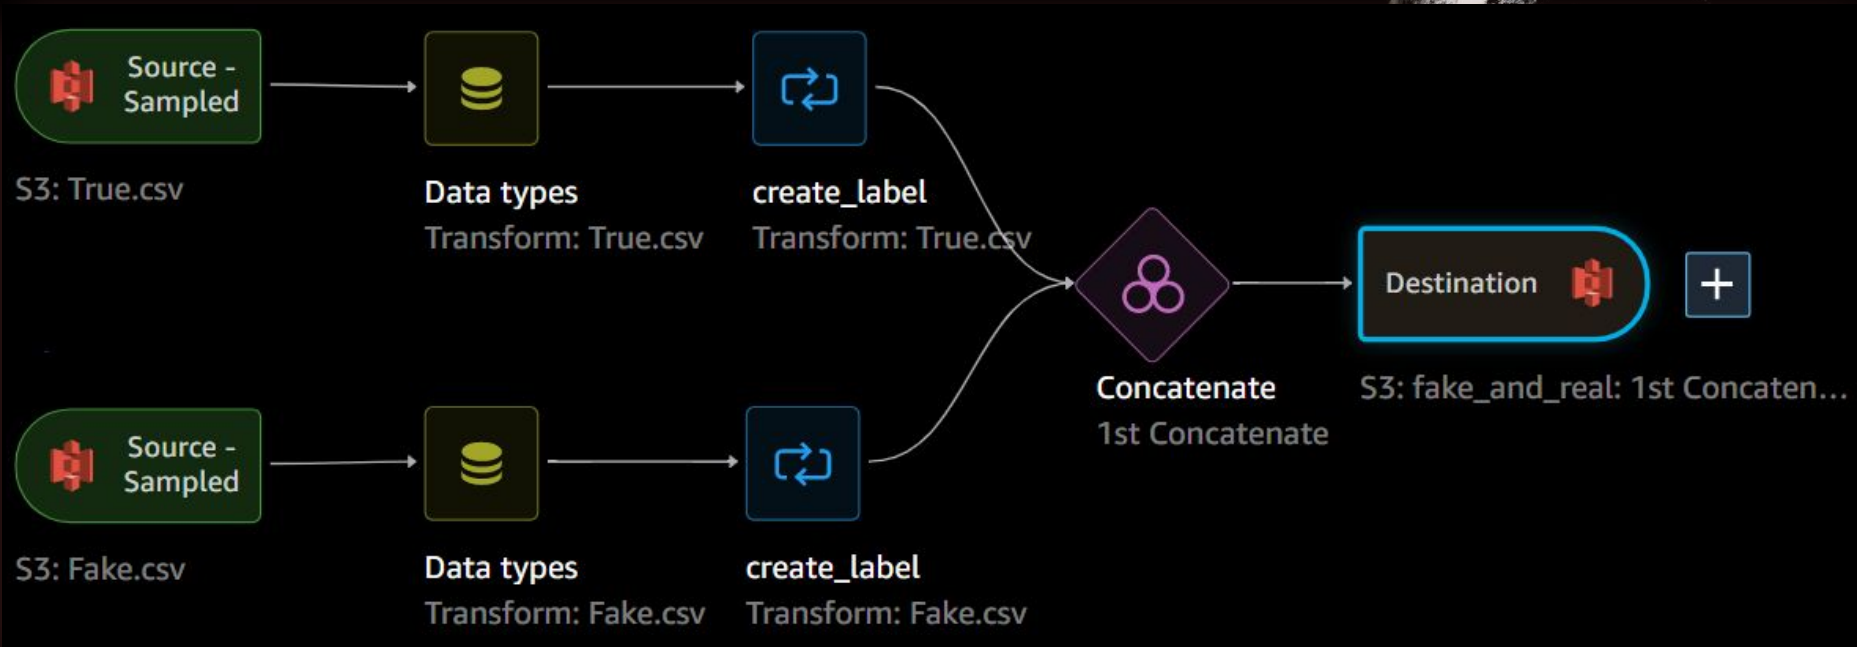 Source -
Sampled
S3: True.csv
Data types
Transform: True.csv
create_label
Transform: True.csv
Source -
Sampled
S3: Fake.csv
Data types
Transform: Fake.csv
create_label
Transform: Fake.csv
Concatenate
1st Concatenate
Destination
S3: fake_and_real: 1st Concaten...